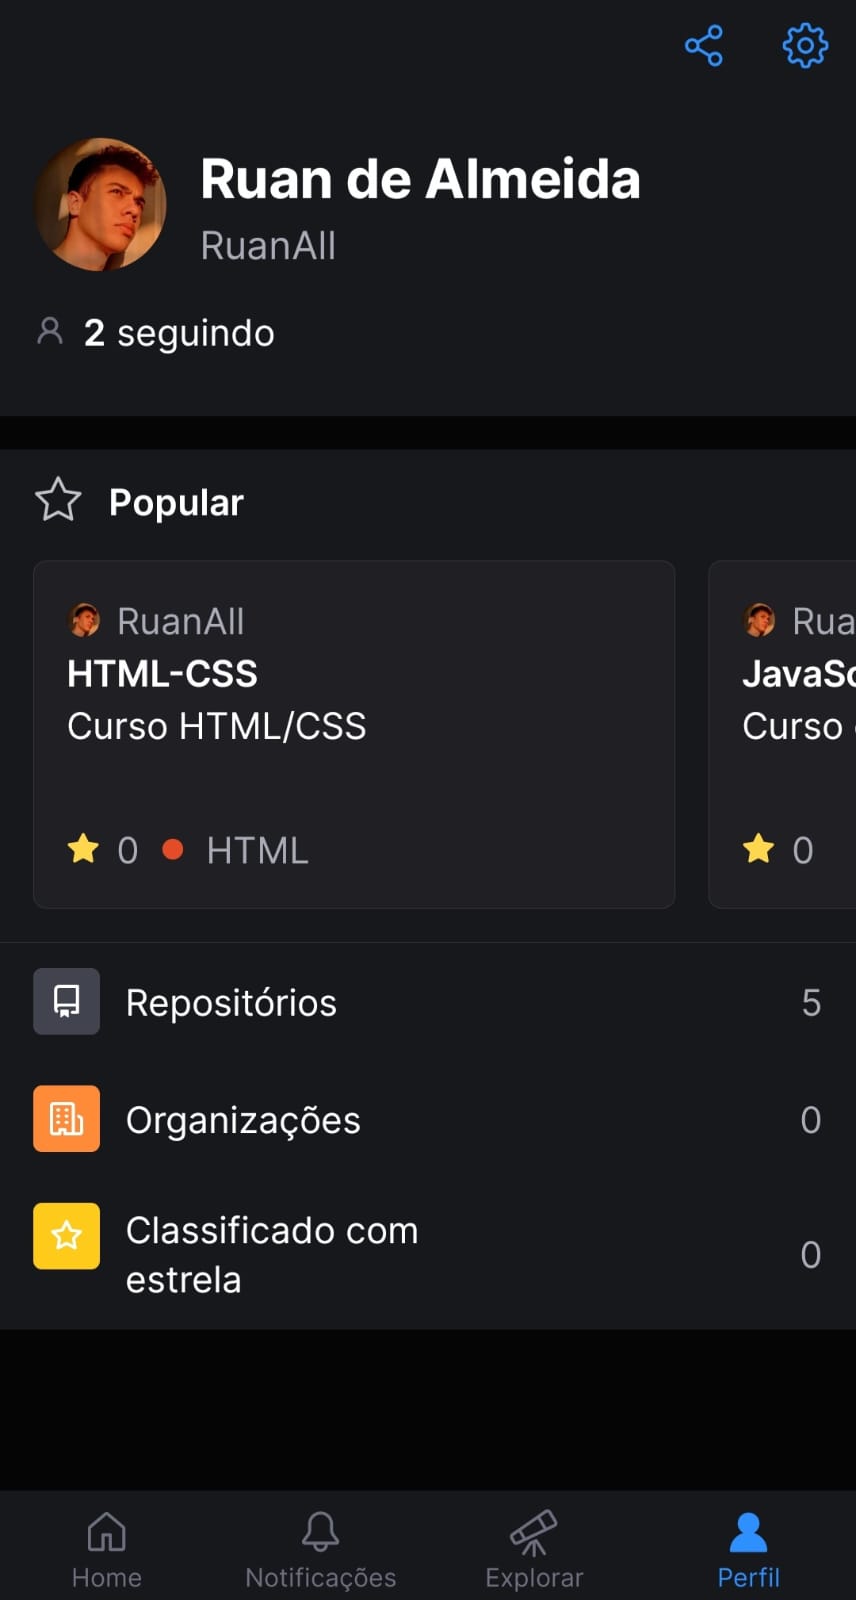 Ruan de Almeida
RuanAll
2 seguindo
Popular
RuanAll
HTML-CSS
Curso HTML/CSS
0 HTML
Rua
JavaSc
Curso
0
Repositórios 5
Organizações 0
Classificado com
estrela
0
Home Notificações Explorar Perfil